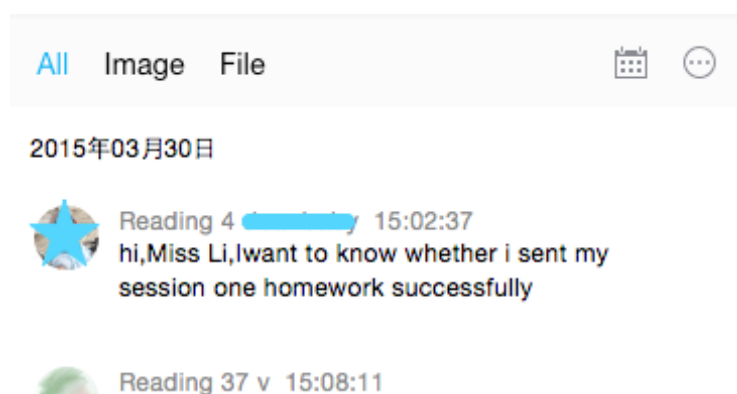 All Image File
2015年03月30日
Reading 4 15:02:37
hi,Miss Li,Iwant to know whether i sent my
session one homework successfully
Reading 37 v 15:08:11